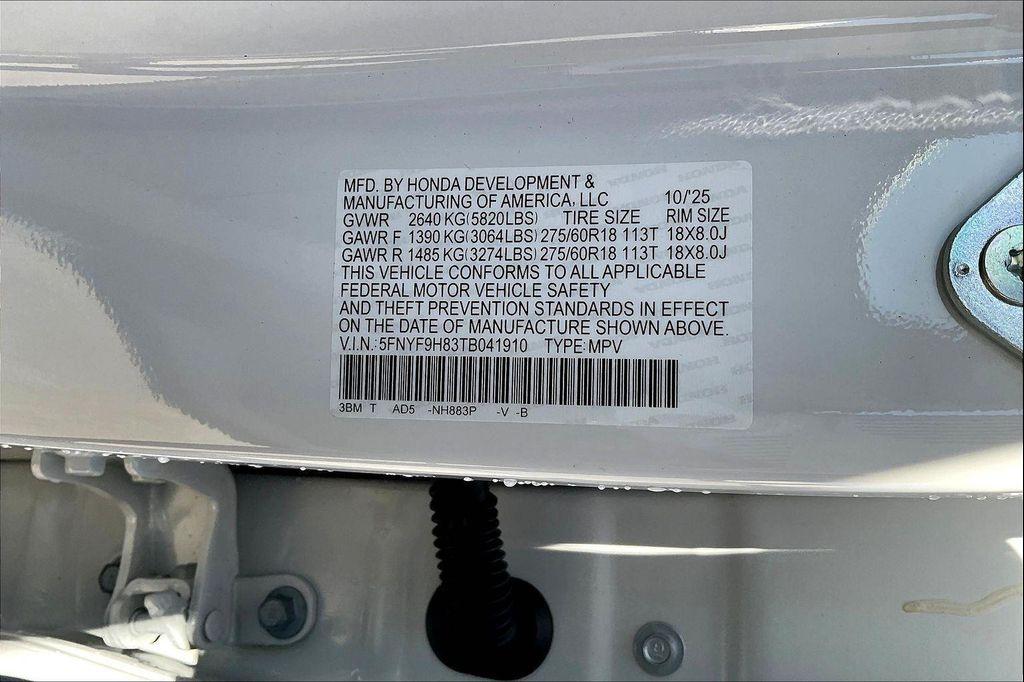 MFD. BY HONDA DEVELOPMENT &
MANUFACTURING OF AMERICA, LLC 10/'25
GVWR 2640 KG(5820LBS) TIRE SIZE RIM SIZE
GAWR F 1390 KG(3064LBS) 275/60R18 113T 18X8.0J
GAWR R 1485 KG(3274LBS) 275/60R18 113T 18X8.0J
THIS VEHICLE CONFORMS TO ALL APPLICABLE
FEDERAL MOTOR VEHICLE SAFETY
AND THEFT PREVENTION STANDARDS IN EFFECT
ON THE DATE OF MANUFACTURE SHOWN ABOVE.
V.I.N.: 5FNYF9H83TB041910 TYPE: MPV
3BM T AD5 -NH883P -V -B